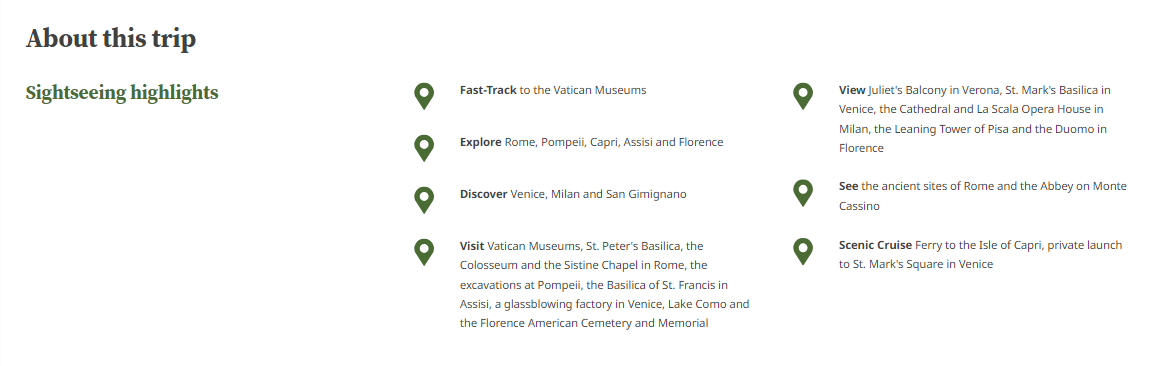 About this trip
Sightseeing highlights
Fast-Track to the Vatican Museums
Explore Rome, Pompeii, Capri, Assisi and Florence
Discover Venice, Milan and San Gimignano
Visit Vatican Museums, St. Peter's Basilica, the
Colosseum and the Sistine Chapel in Rome, the
excavations at Pompeii, the Basilica of St. Francis in
Assisi, a glassblowing factory in Venice, Lake Como and
the Florence American Cemetery and Memorial
View Juliet's Balcony in Verona, St. Mark's Basilica in
Venice, the Cathedral and La Scala Opera House in
Milan, the Leaning Tower of Pisa and the Duomo in
Florence
See the ancient sites of Rome and the Abbey on Monte
Cassino
Scenic Cruise Ferry to the Isle of Capri, private launch
to St. Mark's Square in Venice